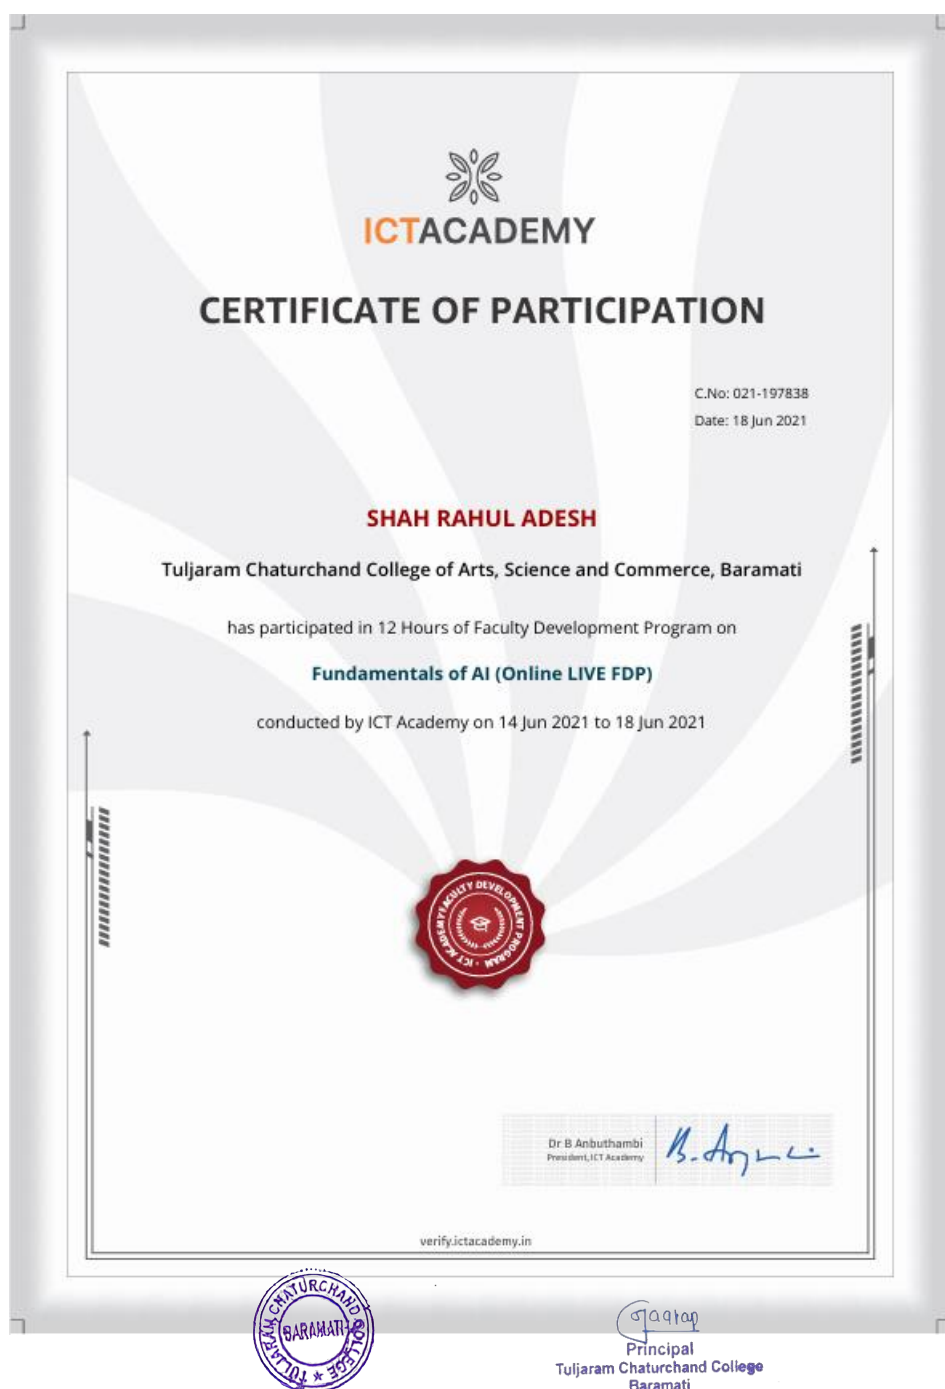 ICTACADEMY
CERTIFICATE OF PARTICIPATION
C.No: 021-197838
Date: 18 Jun 2021
SHAH RAHUL ADESH
Tuljaram Chaturchand College of Arts, Science and Commerce, Baramati
has participated in 12 Hours of Faculty Development Program on
Fundamentals of AI (Online LIVE FDP)
conducted by ICT Academy on 14 Jun 2021 to 18 Jun 2021
ICT ACADEMY FACULTY DEVELOPMENT PROGRAM
Dr B Anbuthambi
President, ICT Academy
verify.ictacademy.in
TULJARAM CHATURCHAND COLLEGE
BARAMATI
Principal
Tuljaram Chaturchand College
Baramati